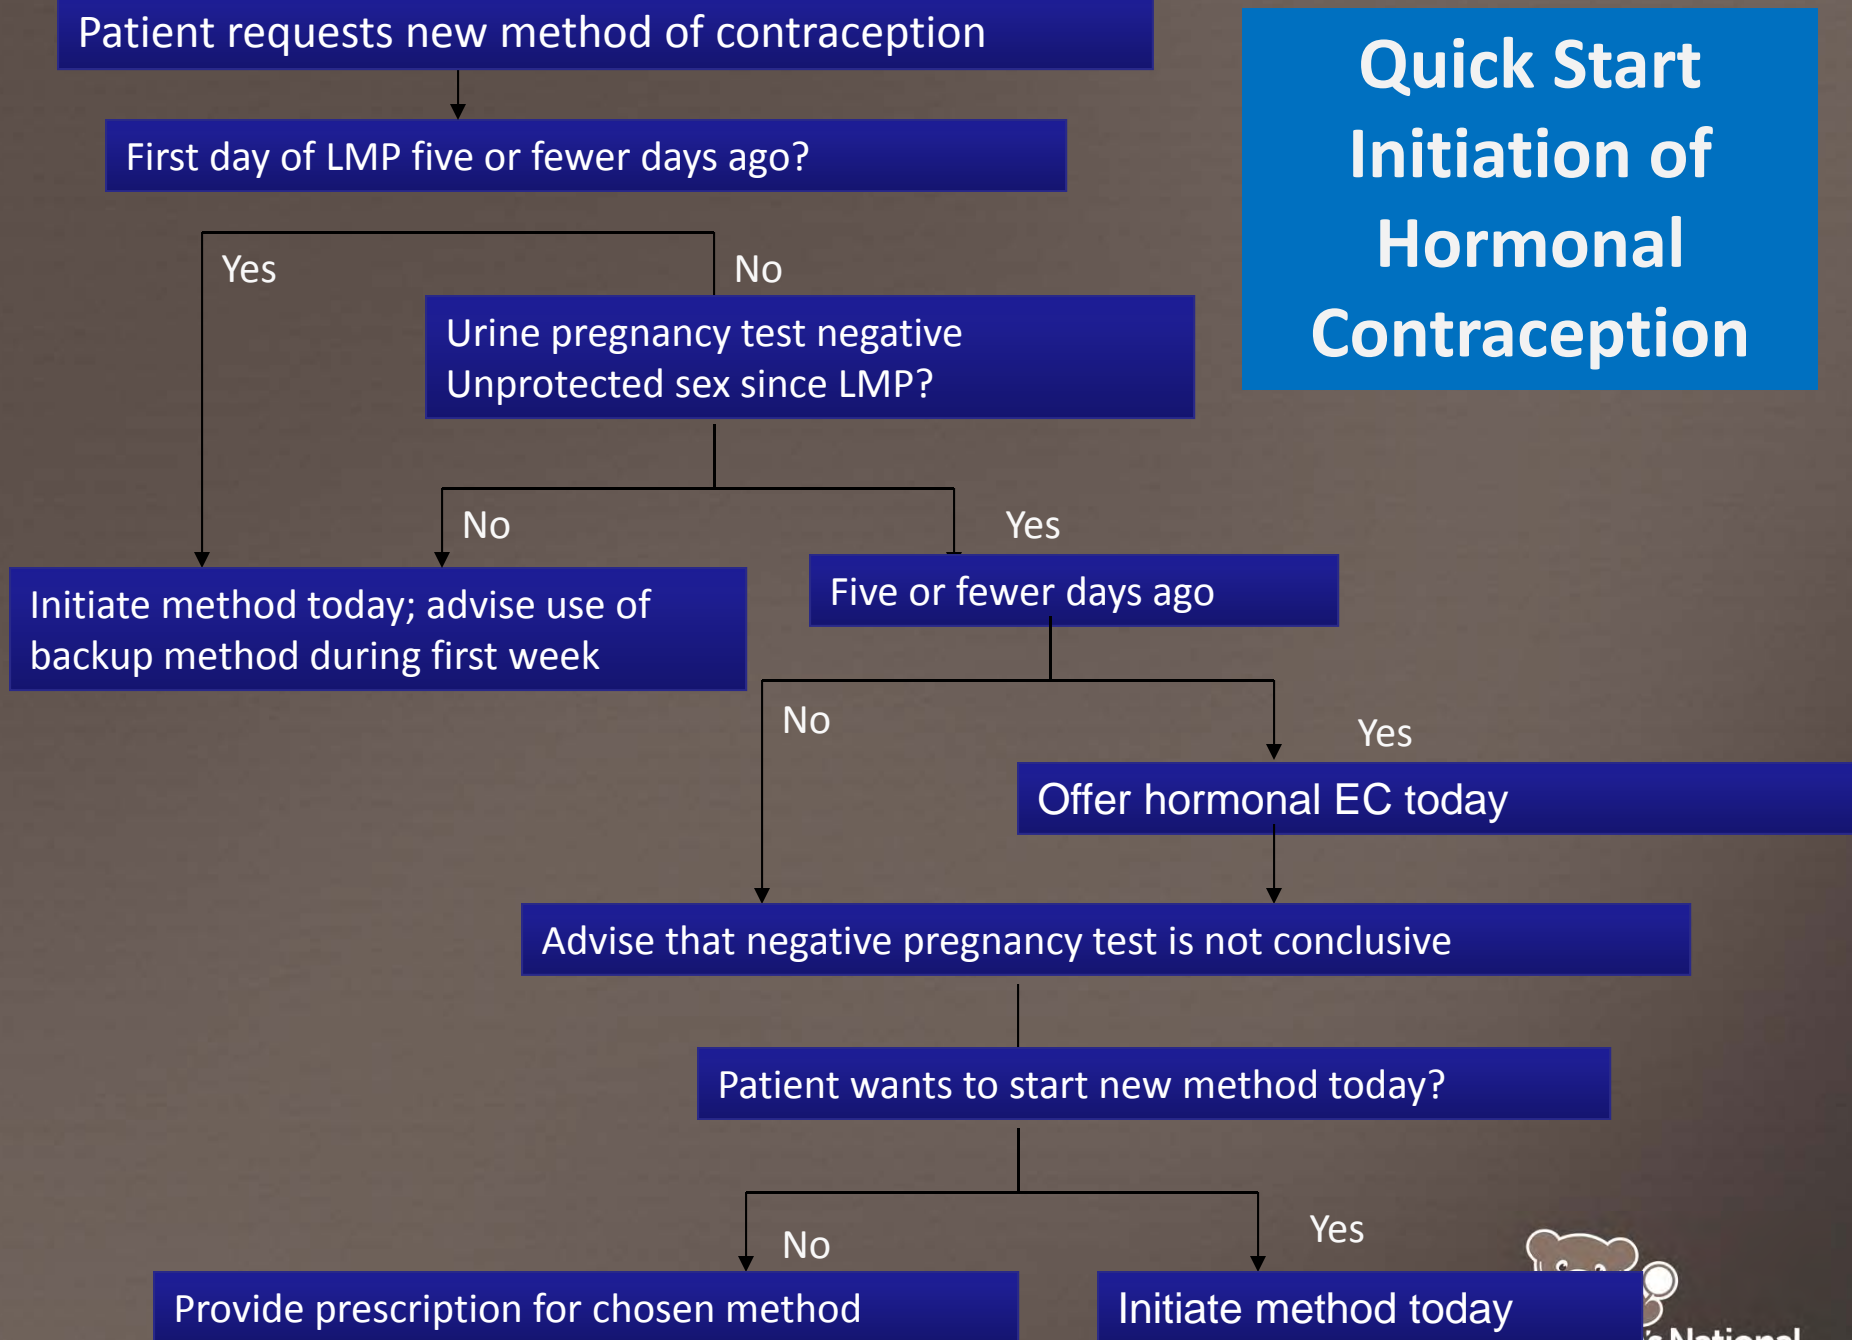 Patient requests new method of contraception
Quick Start
Initiation of
Hormonal
Contraception
First day of LMP five or fewer days ago?
Yes
No
Urine pregnancy test negative
Unprotected sex since LMP?
No
Yes
Initiate method today; advise use of
backup method during first week
Five or fewer days ago
No
Yes
Offer hormonal EC today
Advise that negative pregnancy test is not conclusive
Patient wants to start new method today?
No
Yes
Provide prescription for chosen method
Initiate method today
National